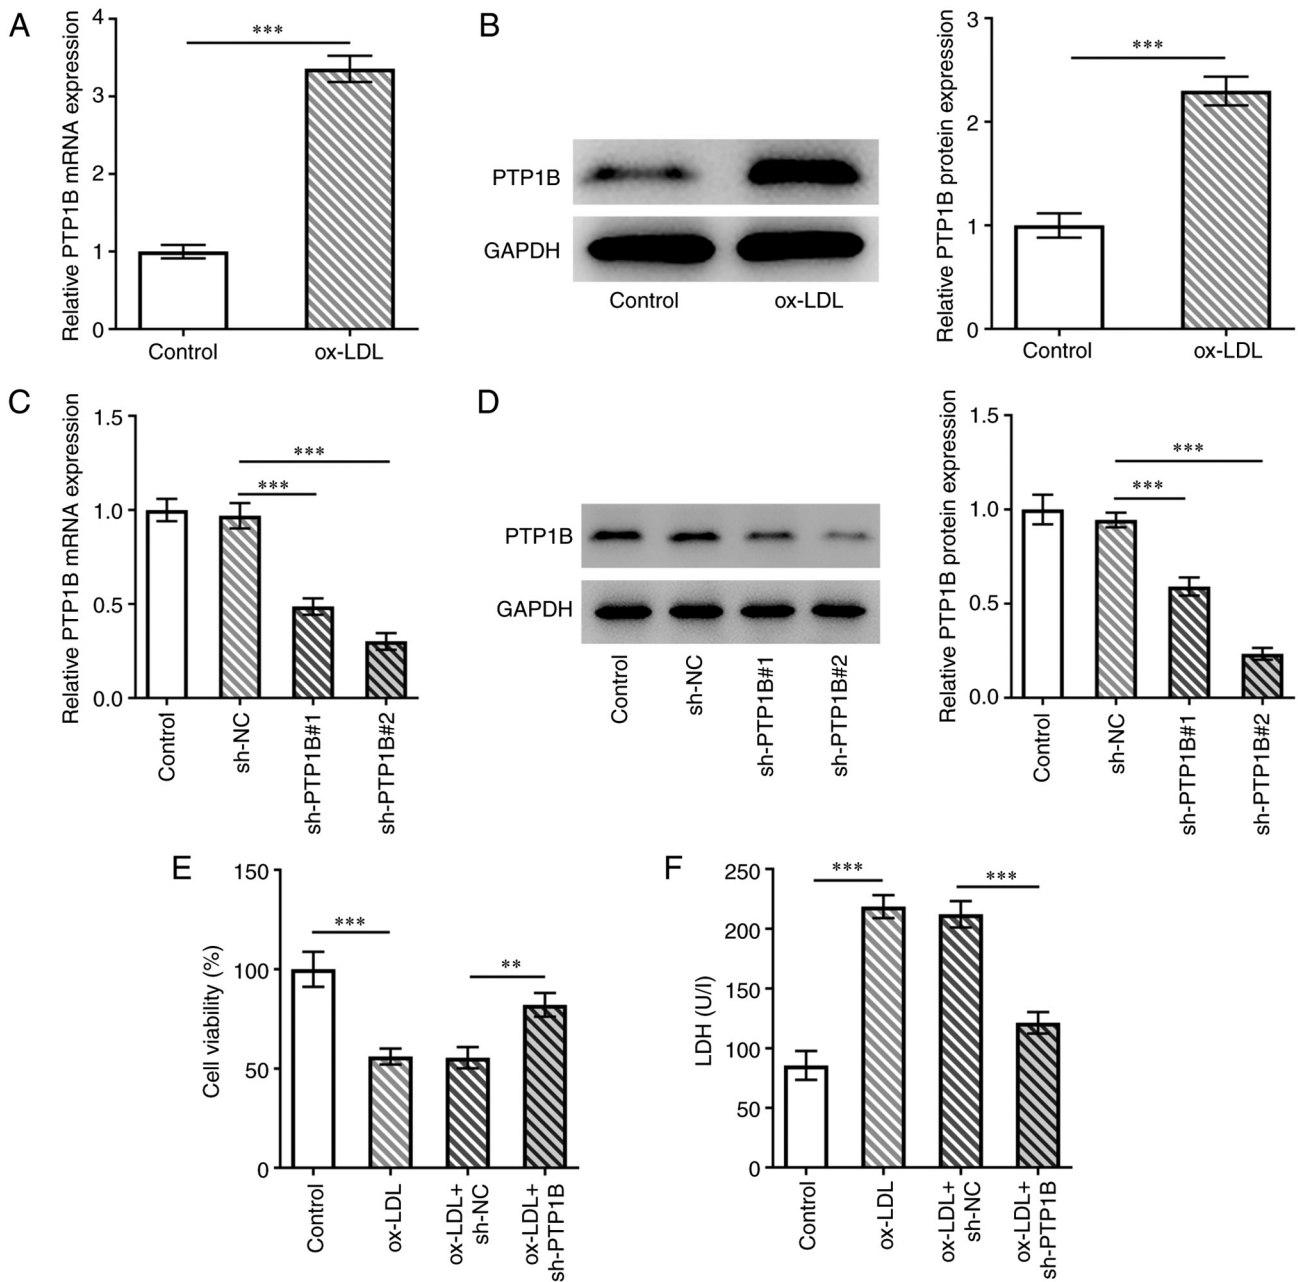 A
Relative PTP1B mRNA expression
4
3
2
1
0
***
Control
ox-LDL
B
PTP1B
GAPDH
Control
ox-LDL
Relative PTP1B protein expression
3
2
1
0
***
Control
ox-LDL
C
Relative PTP1B mRNA expression
1.5
1.0
0.5
0.0
***
***
Control
sh-NC
sh-PTP1B#1
sh-PTP1B#2
D
PTP1B
GAPDH
Control
sh-NC
sh-PTP1B#1
sh-PTP1B#2
Relative PTP1B protein expression
1.5
1.0
0.5
0.0
***
***
Control
sh-NC
sh-PTP1B#1
sh-PTP1B#2
E
Cell viability (%)
150
100
50
0
***
**
Control
ox-LDL
ox-LDL+
sh-NC
ox-LDL+
sh-PTP1B
F
LDH (U/l)
250
200
150
100
50
0
***
***
Control
ox-LDL
ox-LDL+
sh-NC
ox-LDL+
sh-PTP1B